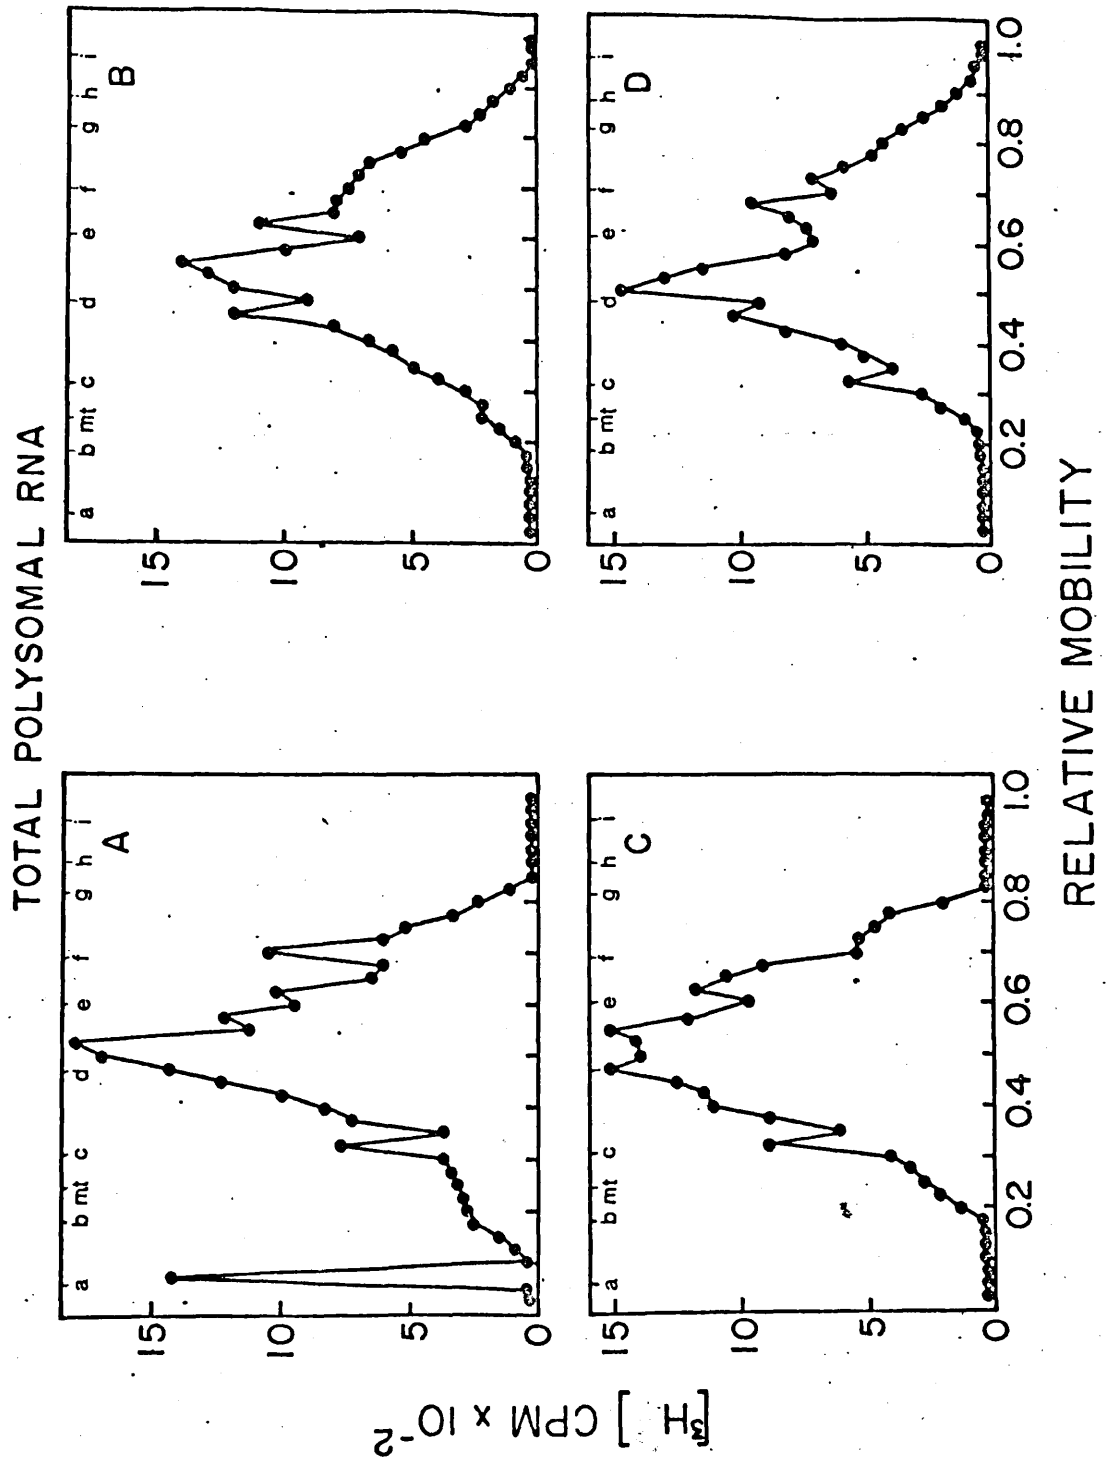 TOTAL POLYSOMAL RNA
A
a b mt c d e f g h i
15
10
5
0
B
a b mt c d e f g h i
15
10
5
0
C
a b mt c d e f g h i
15
10
5
0
0.2 0.4 0.6 0.8 1.0
D
a b mt c d e f g h i
15
10
5
0
0.2 0.4 0.6 0.8 1.0
[³H] CPM x 10⁻²
RELATIVE MOBILITY